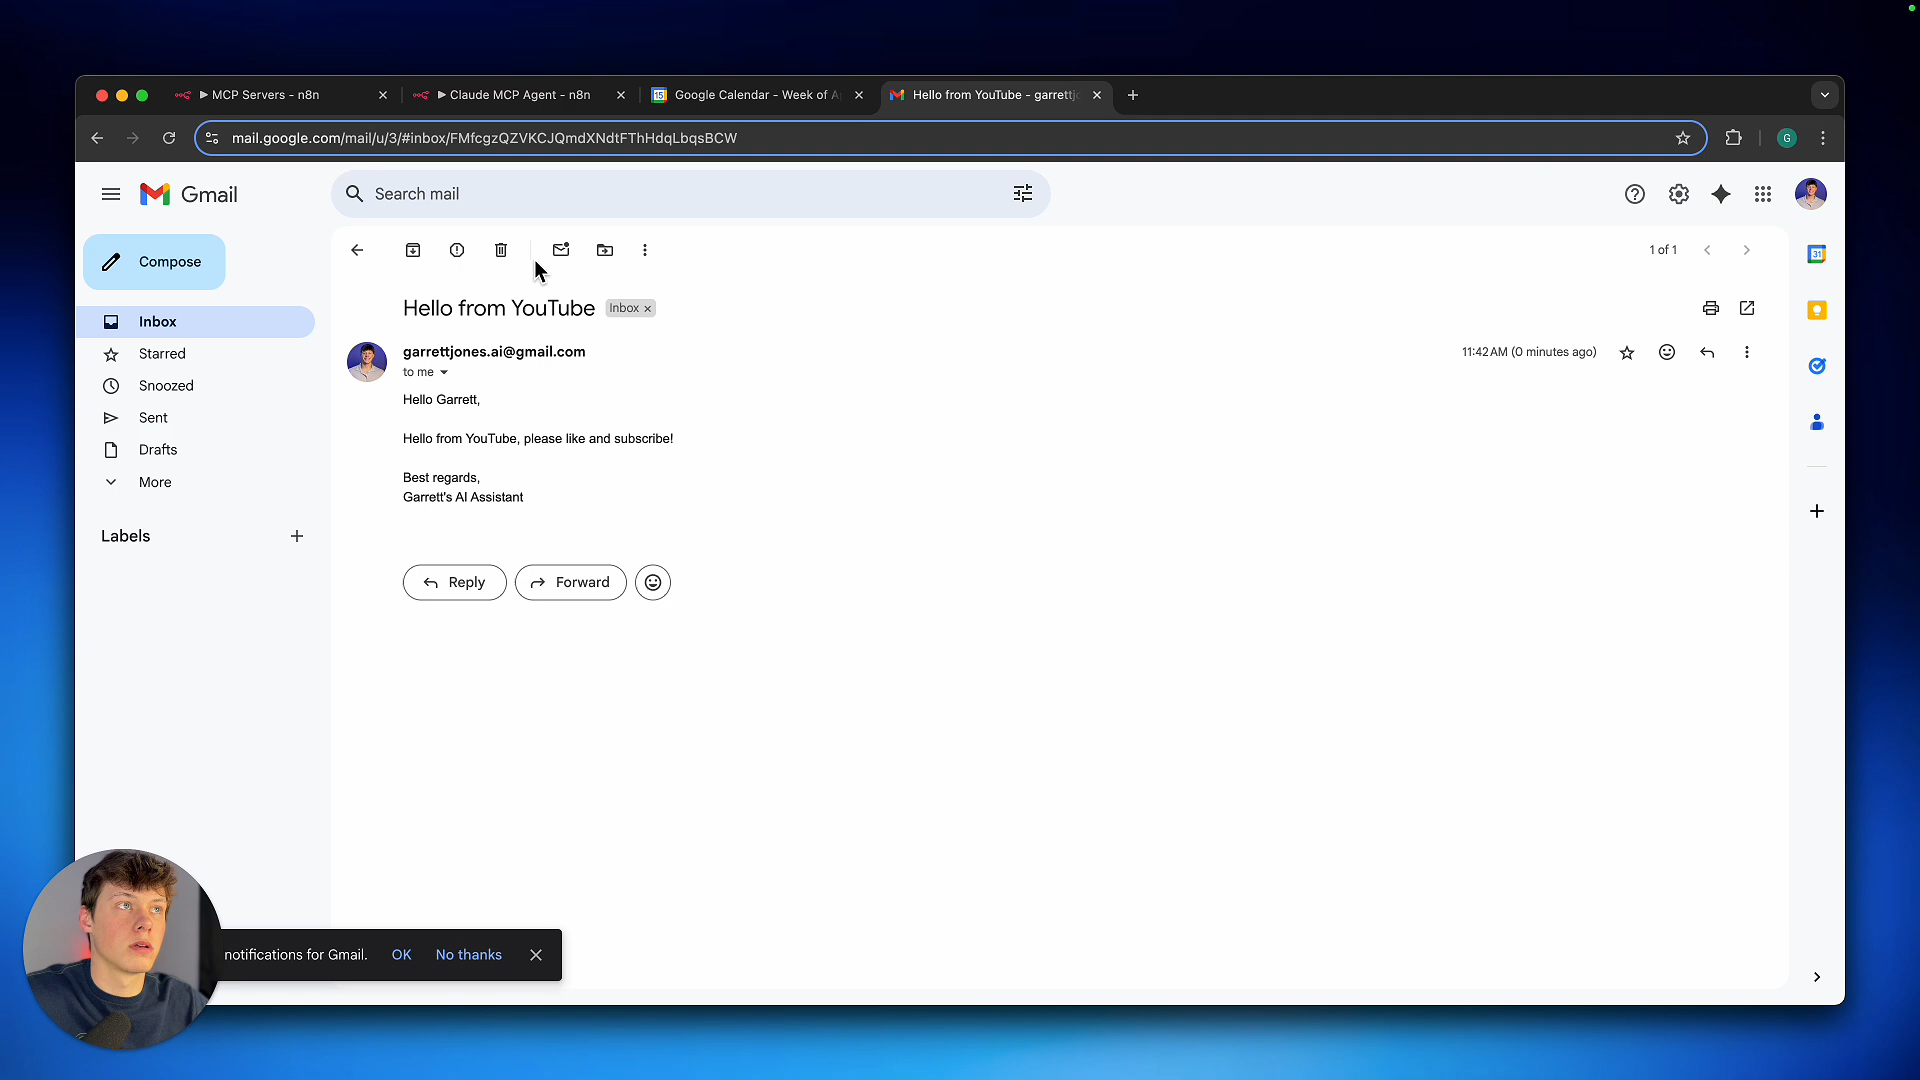 MCP Servers - n8n
Claude MCP Agent - n8n
15 Google Calendar - Week of A
Hello from YouTube - garrettj
mail.google.com/mail/u/3/#inbox/FMfcgzQZVKCJQmdXNdtFThHdqLbqsBCW
G
Gmail
Search mail
Compose
1 of 1
31
Inbox
Starred
Snoozed
Sent
Drafts
More
Labels
Hello from YouTube Inbox x
garrettjones.ai@gmail.com
11:42 AM (0 minutes ago)
to me
Hello Garrett,
Hello from YouTube, please like and subscribe!
Best regards,
Garrett's AI Assistant
Reply
Forward
notifications for Gmail. OK No thanks